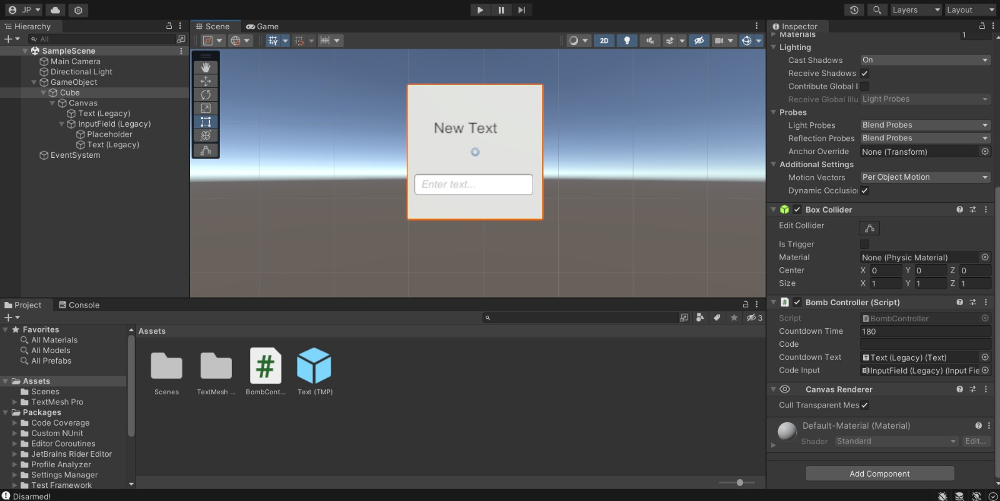 JP
Layers
Layout
Hierarchy
All
SampleScene
Main Camera
Directional Light
GameObject
Cube
Canvas
Text (Legacy)
InputField (Legacy)
Placeholder
Text (Legacy)
EventSystem
Scene
Game
2D
New Text
Enter text...
Inspector
Materials
1
Lighting
Cast Shadows
On
Receive Shadows
Contribute Global I
Receive Global Illu
Light Probes
Probes
Light Probes
Blend Probes
Reflection Probes
Blend Probes
Anchor Override
None (Transform)
Additional Settings
Motion Vectors
Per Object Motion
Dynamic Occlusio
Box Collider
Edit Collider
Is Trigger
Material
None (Physic Material)
Center
X 0 Y 0 Z 0
Size
X 1 Y 1 Z 1
Bomb Controller (Script)
Script
BombController
Countdown Time
180
Code
Countdown Text
Text (Legacy) (Text)
Code Input
InputField (Legacy) (Input Fie
Canvas Renderer
Cull Transparent Mes
Default-Material (Material)
Shader
Standard
Edit...
Add Component
Project
Console
3
Favorites
All Materials
All Models
All Prefabs
Assets
Scenes
TextMesh Pro
Packages
Code Coverage
Custom NUnit
Editor Coroutines
JetBrains Rider Editor
Profile Analyzer
Settings Manager
Test Framework
Assets
Scenes
TextMesh ...
BombCont...
Text (TMP)
Disarmed!